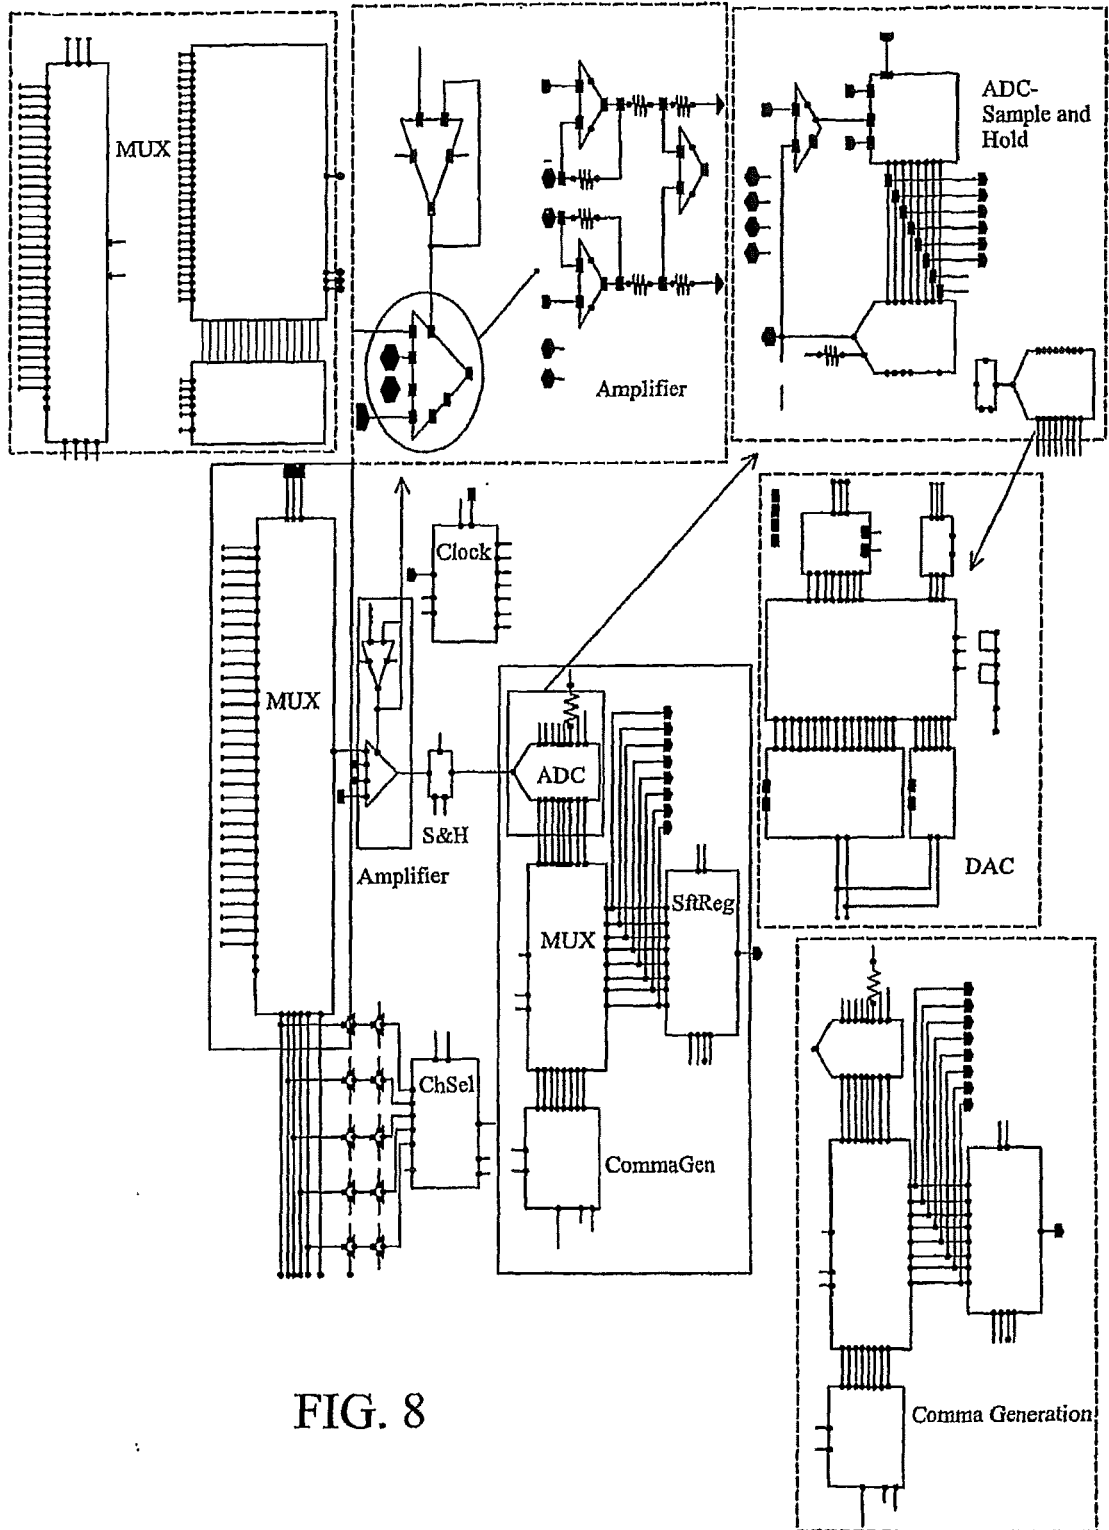 MUX
Amplifier
ADC-
Sample and
Hold
Clock
MUX
ADC
S&H
Amplifier
DAC
SftReg
MUX
ChSel
CommaGen
Comma Generation
FIG. 8